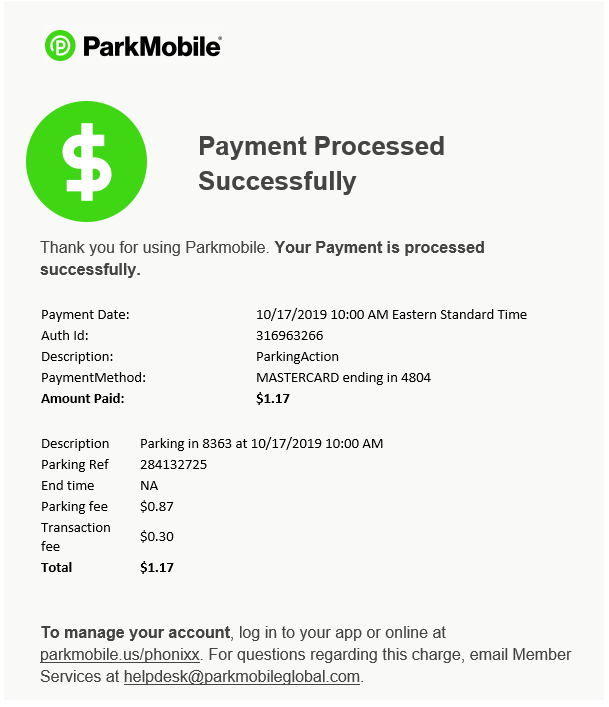 ParkMobile®
$
Payment Processed
Successfully
Thank you for using Parkmobile. Your Payment is processed
successfully.
Payment Date: 10/17/2019 10:00 AM Eastern Standard Time
Auth Id: 316963266
Description: ParkingAction
PaymentMethod: MASTERCARD ending in 4804
Amount Paid: $1.17
Description Parking in 8363 at 10/17/2019 10:00 AM
Parking Ref 284132725
End time NA
Parking fee $0.87
Transaction
fee $0.30
Total $1.17
To manage your account, log in to your app or online at
parkmobile.us/phonixx. For questions regarding this charge, email Member
Services at helpdesk@parkmobileglobal.com.